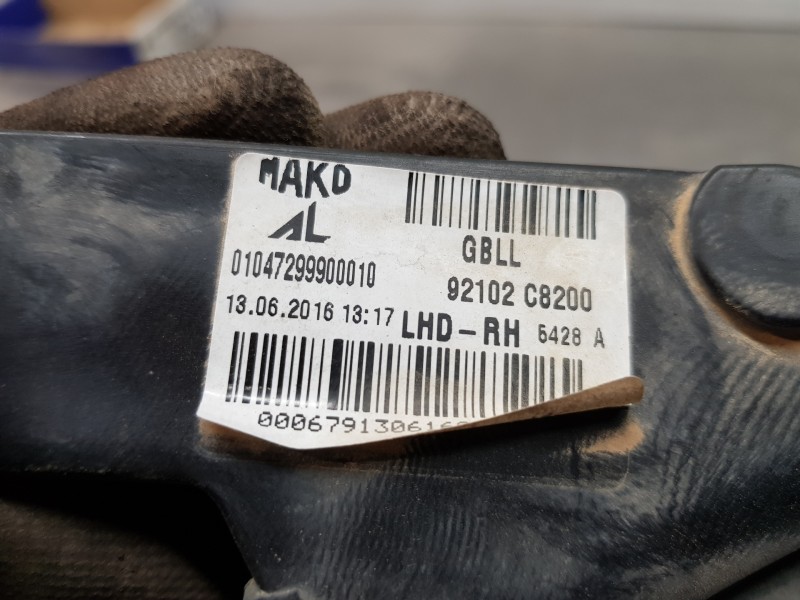 MAKO
AL
GBLL
01047299900010
92102 C8200
13.06.2016 13:17 LHD-RH 5428 A